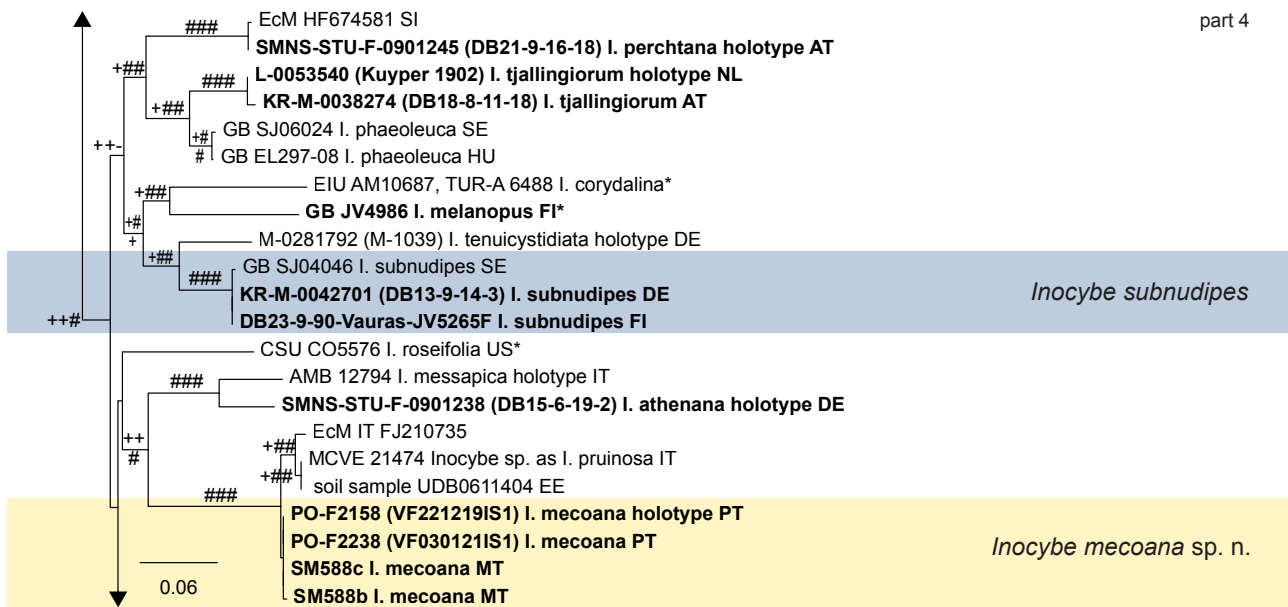 part 4
EcM HF674581 SI
###
SMNS-STU-F-0901245 (DB21-9-16-18) I. perchtana holotype AT
+##
L-0053540 (Kuyper 1902) I. tjallingiorum holotype NL
###
KR-M-0038274 (DB18-8-11-18) I. tjallingiorum AT
+##
GB SJ06024 I. phaeoleuca SE
+#
#
GB EL297-08 I. phaeoleuca HU
++-
EIU AM10687, TUR-A 6488 I. corydalina*
+##
GB JV4986 I. melanopus FI*
+#
+
M-0281792 (M-1039) I. tenuicystidiata holotype DE
+##
GB SJ04046 I. subnudipes SE
###
KR-M-0042701 (DB13-9-14-3) I. subnudipes DE
Inocybe subnudipes
DB23-9-90-Vauras-JV5265F I. subnudipes FI
++#
CSU CO5576 I. roseifolia US*
AMB 12794 I. messapica holotype IT
###
SMNS-STU-F-0901238 (DB15-6-19-2) I. athenana holotype DE
EcM IT FJ210735
++
#
+##
MCVE 21474 Inocybe sp. as I. pruinosa IT
+##
soil sample UDB0611404 EE
###
PO-F2158 (VF221219IS1) I. mecoana holotype PT
PO-F2238 (VF030121IS1) I. mecoana PT
Inocybe mecoana sp. n.
SM588c I. mecoana MT
0.06
SM588b I. mecoana MT